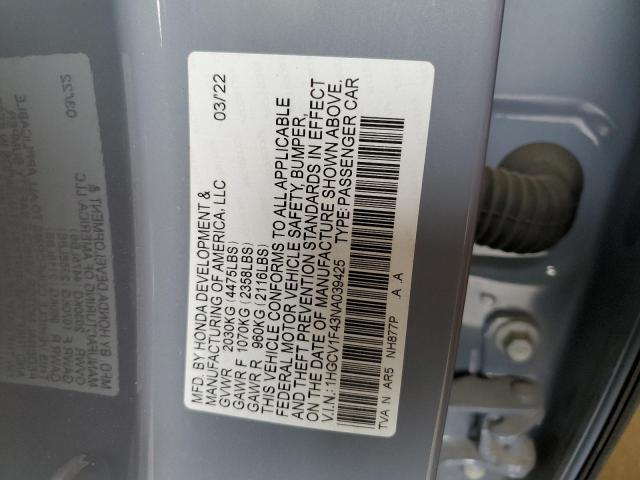 MFD. BY HONDA DEVELOPMENT &
MANUFACTURING OF AMERICA, LLC 03/22
GVWR 2030KG (4475LBS)
GAWR F 1070KG (2358LBS)
GAWR R 960KG (2116LBS)
THIS VEHICLE CONFORMS TO ALL APPLICABLE
FEDERAL MOTOR VEHICLE SAFETY, BUMPER,
AND THEFT PREVENTION STANDARDS IN EFFECT
ON THE DATE OF MANUFACTURE SHOWN ABOVE.
V.I.N.:1HGCV1F43NA039425 TYPE:PASSENGER CAR
TVA N AR5 NH877P .A .A